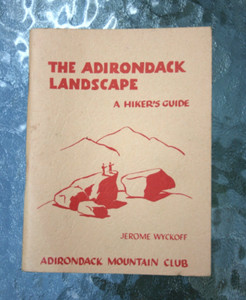 THE ADIRONDACK
LANDSCAPE
A HIKER'S GUIDE
JEROME WYCKOFF
ADIRONDACK MOUNTAIN CLUB